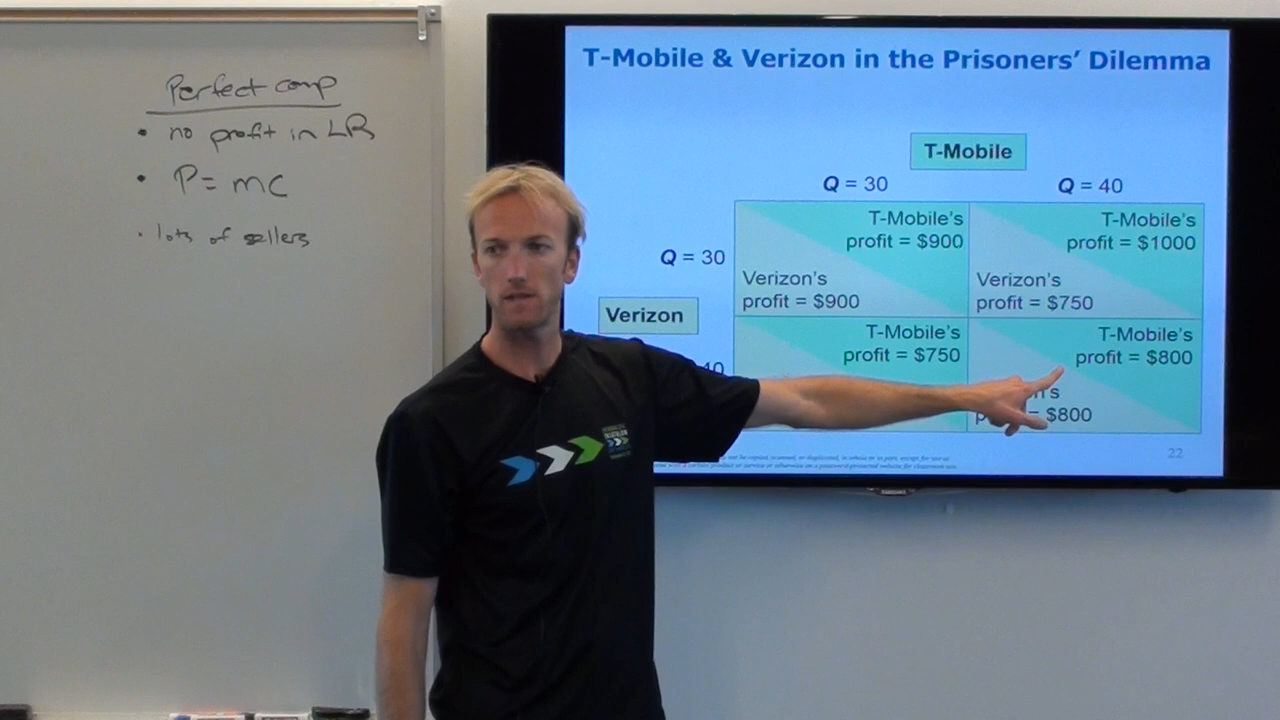 Perfect comp
• no profit in LR
• P = mc
• lots of sellers
T-Mobile & Verizon in the Prisoners’ Dilemma
T-Mobile
Q = 30
Q = 40
Q = 30
T-Mobile's
profit = $900
Verizon's
profit = $900
T-Mobile's
profit = $1000
Verizon's
profit = $750
Verizon
40
T-Mobile's
profit = $750
T-Mobile's
profit = $800
n's
p = $800
22